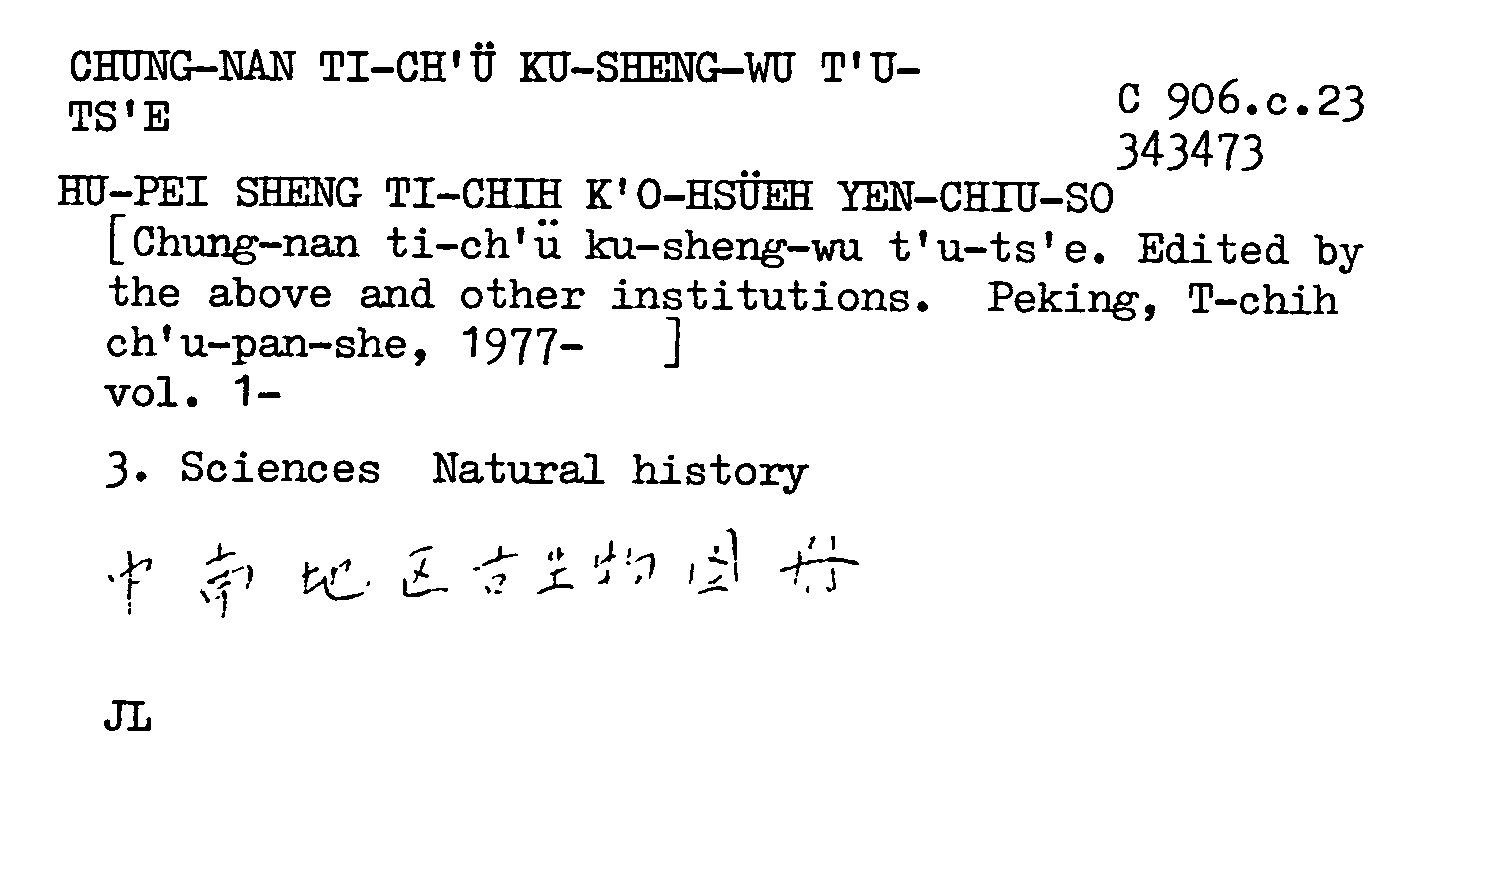 CHUNG-NAN TI-CH'Ü KU-SHENG-WU T'U-
TS'E
C 906.c.23
343473
HU-PEI SHENG TI-CHIH K'O-HSÜEH YEN-CHIU-SO
[Chung-nan ti-ch'ü ku-sheng-wu t'u-ts'e. Edited by
the above and other institutions. Peking, T-chih
ch'u-pan-she, 1977- ]
vol. 1-
3. Sciences Natural history
中南地区古生物图册
JL